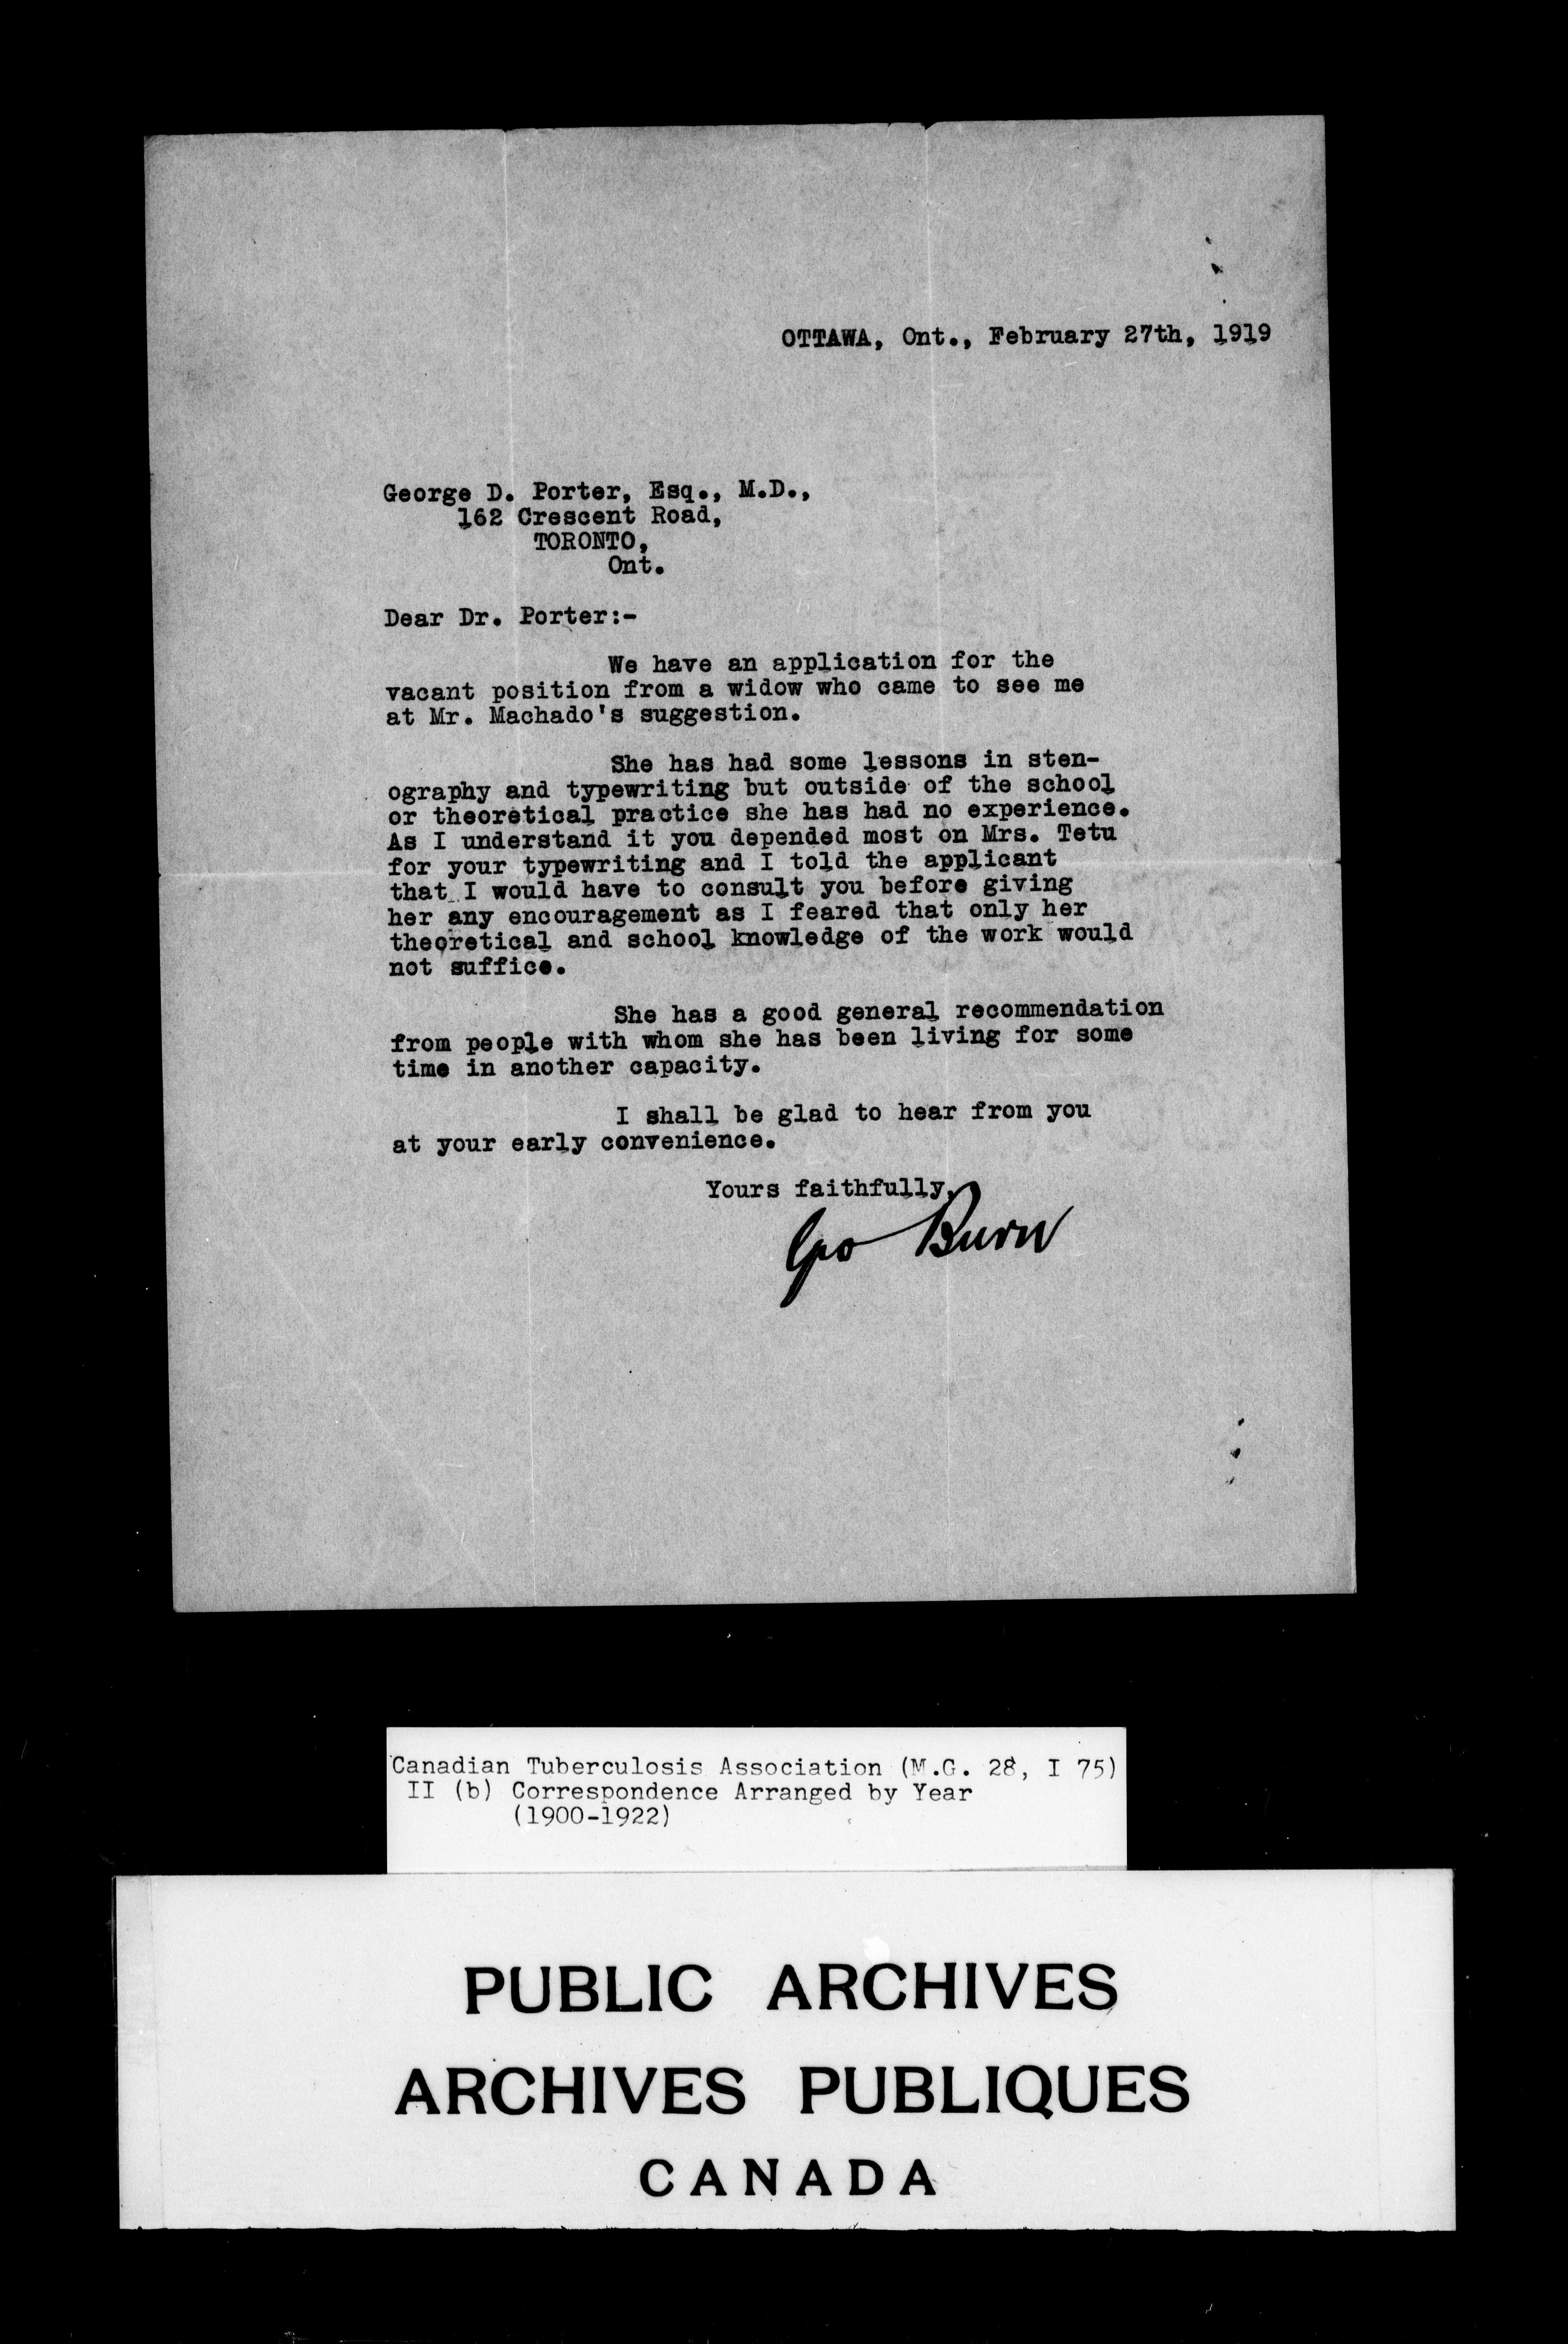 OTTAWA, Ont., February 27th, 1919
George D. Porter, Esq., M.D.,
162 Crescent Road,
TORONTO,
Ont.
Dear Dr. Porter:-
We have an application for the
vacant position from a widow who came to see me
at Mr. Machado's suggestion.
She has had some lessons in sten-
ography and typewriting but outside of the school
or theoretical practice she has had no experience.
As I understand it you depended most on Mrs. Tetu
for your typewriting and I told the applicant
that I would have to consult you before giving
her any encouragement as I feared that only her
theoretical and school knowledge of the work would
not suffice.
She has a good general recommendation
from people with whom she has been living for some
time in another capacity.
I shall be glad to hear from you
at your early convenience.
Yours faithfully,
Geo Burn
Canadian Tuberculosis Association (M.G. 28, I 75)
II (b) Correspondence Arranged by Year
(1900-1922)
PUBLIC ARCHIVES
ARCHIVES PUBLIQUES
CANADA